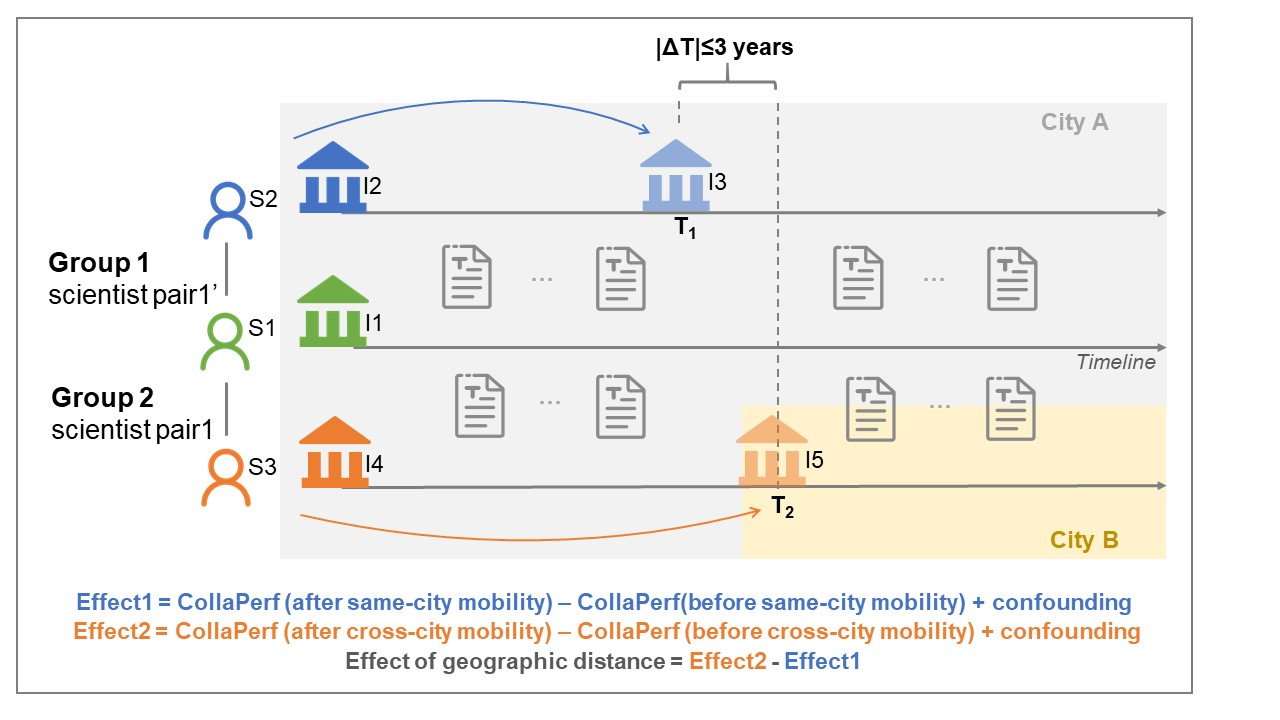 |ΔT|≤3 years
City A
S2
I2
I3
T₁
Group 1
scientist pair1’
T
...
T
T
...
T
S1
I1
Timeline
Group 2
scientist pair1
T
...
T
T
...
T
S3
I4
I5
T₂
City B
Effect1 = CollaPerf (after same-city mobility) – CollaPerf(before same-city mobility) + confounding
Effect2 = CollaPerf (after cross-city mobility) – CollaPerf (before cross-city mobility) + confounding
Effect of geographic distance = Effect2 - Effect1